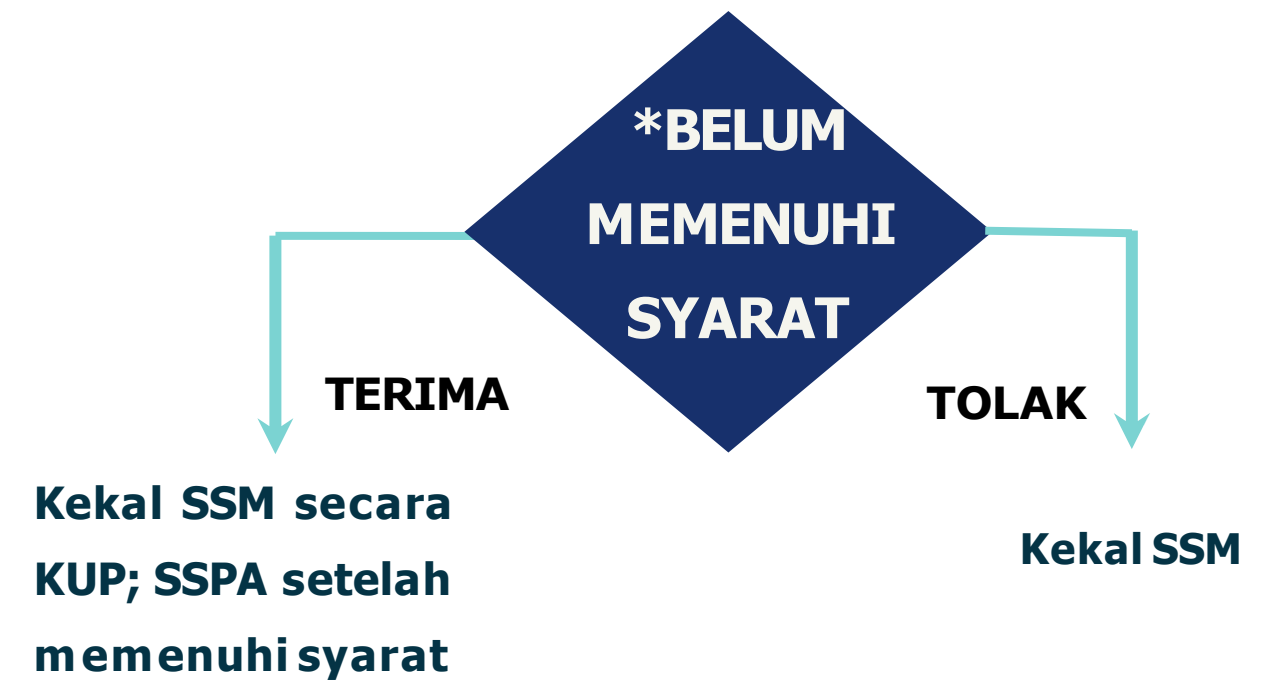 *BELUM
MEMENUHI
SYARAT
TERIMA
TOLAK
Kekal SSM secara
KUP; SSPA setelah
memenuhi syarat
Kekal SSM